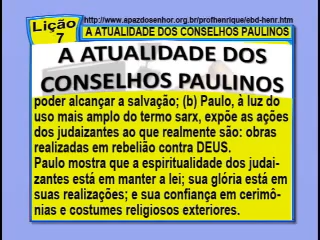 Lição
7
http://www.apazdosenhor.org.br/profhenrique/ebd-henr.htm
A ATUALIDADE DOS CONSELHOS PAULINOS
A ATUALIDADE DOS
CONSELHOS PAULINOS
poder alcançar a salvação; (b) Paulo, à luz do
uso mais amplo do termo sarx, expõe as ações
dos judaizantes ao que realmente são: obras
realizadas em rebelião contra DEUS.
Paulo mostra que a espiritualidade dos judai-
zantes está em manter a lei; sua glória está em
suas realizações; e sua confiança em cerimô-
nias e costumes religiosos exteriores.